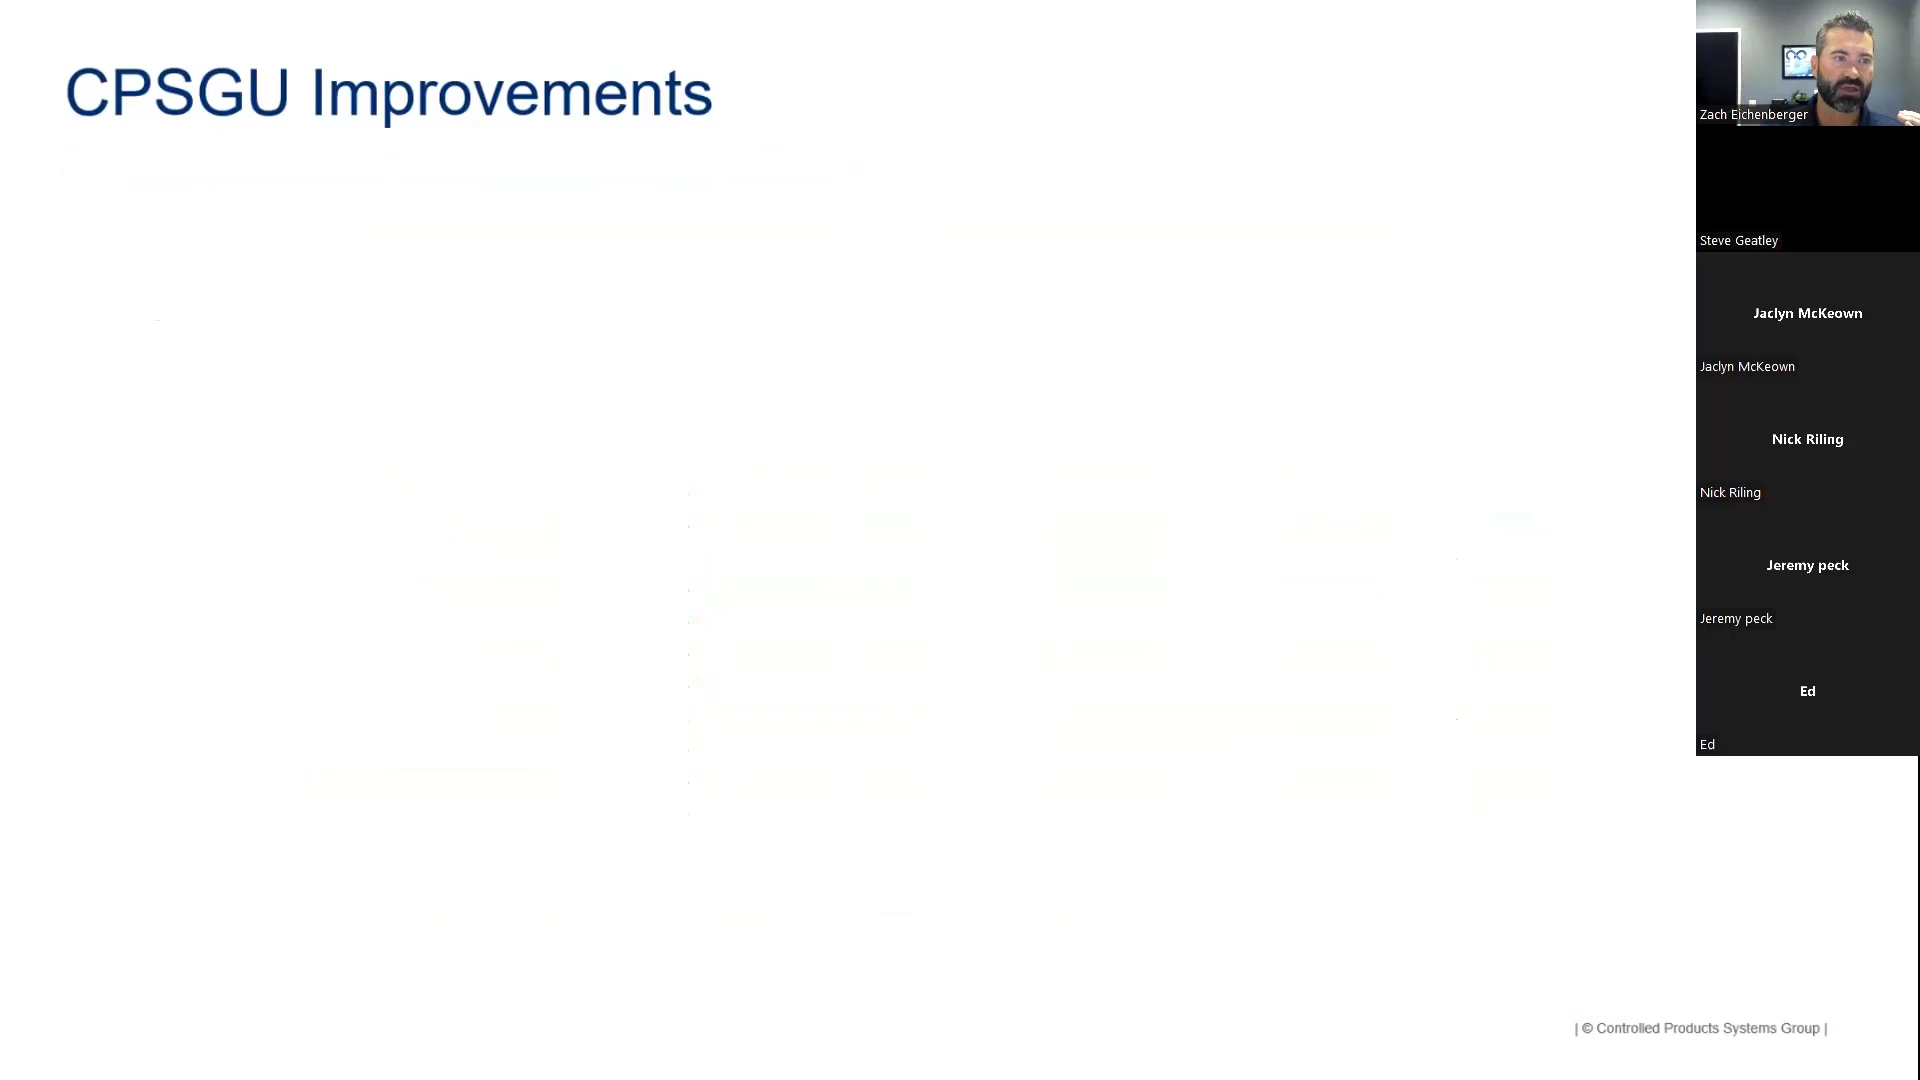 CPSGU Improvements
Zach Eichenberger
Steve Geatley
Jaclyn McKeown
Jaclyn McKeown
Nick Riling
Nick Riling
Jeremy peck
Jeremy peck
Ed
Ed
| © Controlled Products Systems Group |